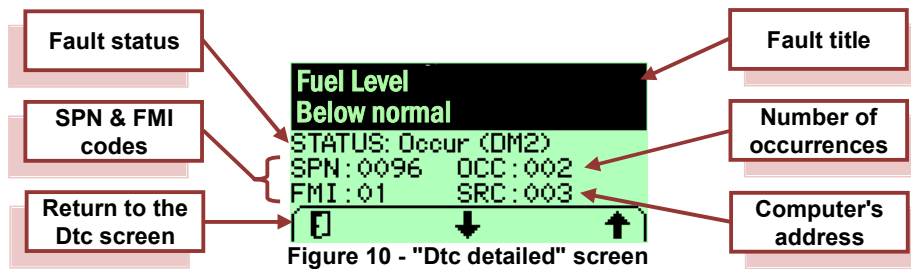 Fault status
SPN & FMI
codes
Return to the
Dtc screen
Fuel Level
Below normal
STATUS: Occur (DM2)
SPN:0096 OCC:002
FMI:01 SRC:003
Fault title
Number of
occurrences
Computer's
address
Figure 10 - "Dtc detailed" screen